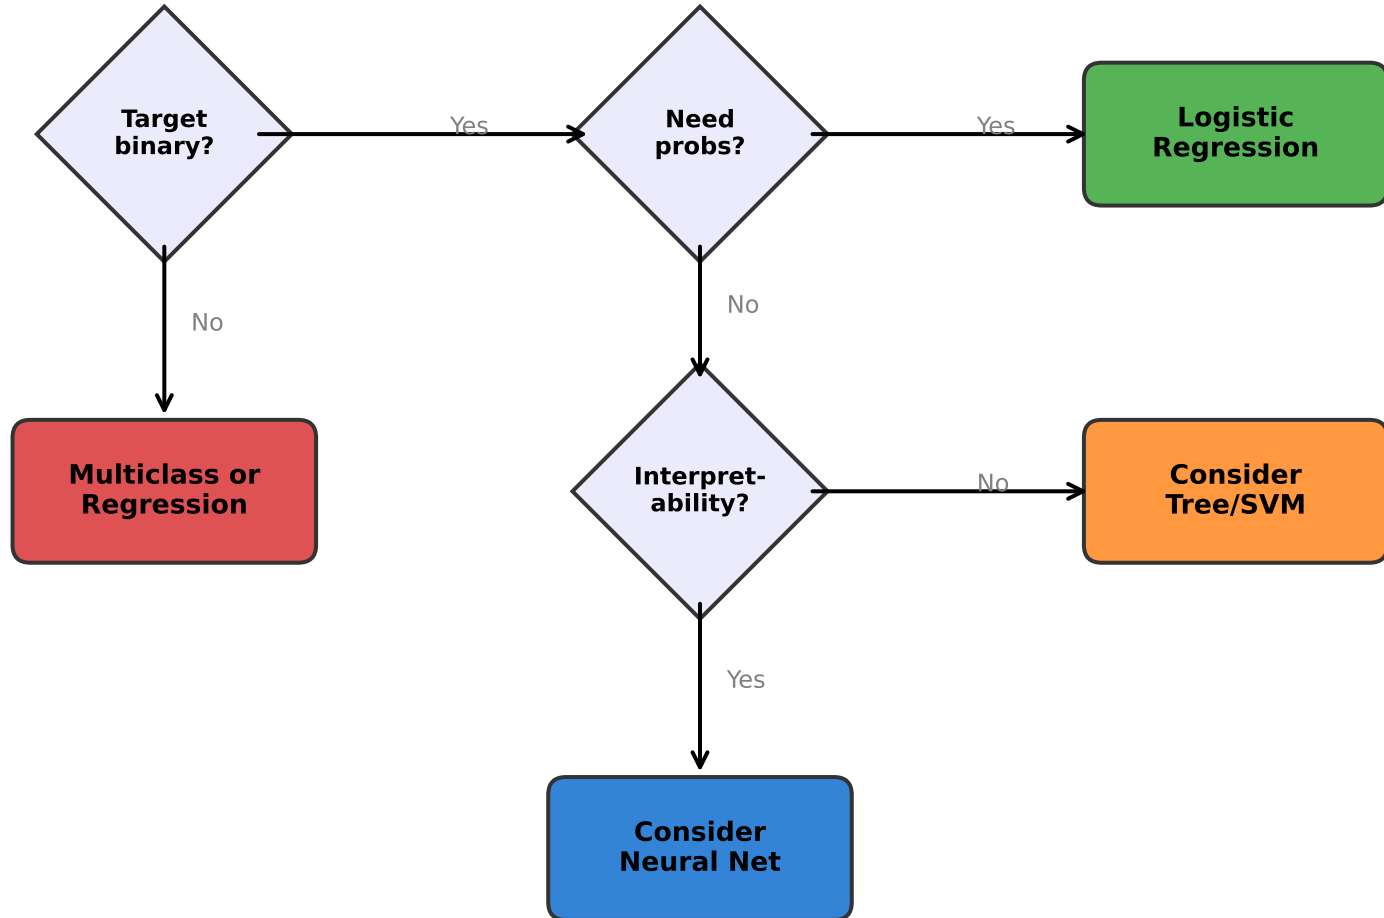 Target
binary?
Yes
Need
probs?
Yes
Logistic
Regression
No
No
Multiclass or
Regression
Interpret-
ability?
No
Consider
Tree/SVM
Yes
Consider
Neural Net